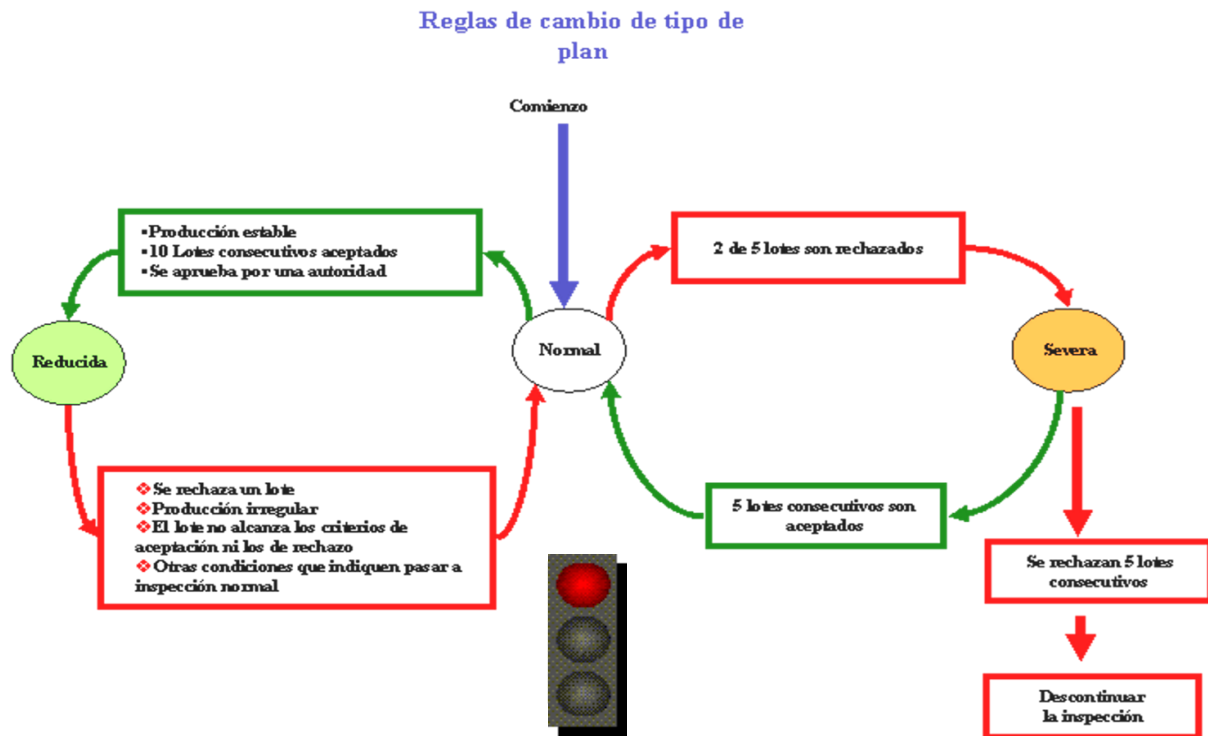 Reglas de cambio de tipo de
plan
Comienzo
▪Producción estable
▪10 Lotes consecutivos aceptados
▪Se aprueba por una autoridad
2 de 5 lotes son rechazados
Reducida
Normal
Severa
❖Se rechaza un lote
❖Producción irregular
❖El lote no alcanza los criterios de
aceptación ni los de rechazo
❖Otras condiciones que indiquen pasar a
inspección normal
5 lotes consecutivos son
aceptados
Se rechazan 5 lotes
consecutivos
Descontinuar
la inspección